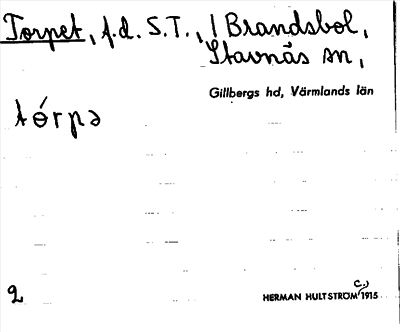 Torpet, f.d. S.T., / Brandsbol,
Stavnäs sn,
Gillbergs hd, Värmlands län
tórpə
2 HERMAN HULTSTRÖM (c.) 1915